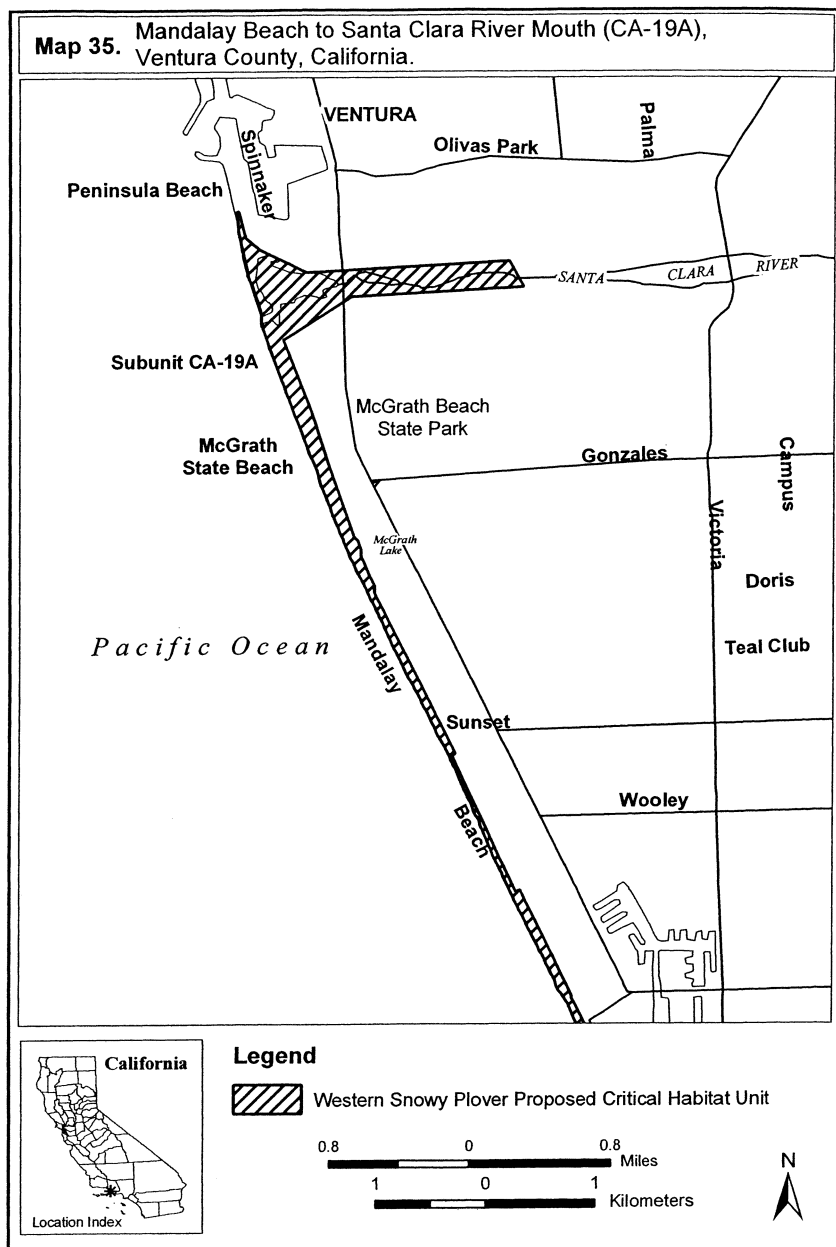 Map 35.
Mandalay Beach to Santa Clara River Mouth (CA-19A),
Ventura County, California.
VENTURA
Palma
Spinnaker
Olivas Park
Peninsula Beach
SANTA CLARA RIVER
Subunit CA-19A
McGrath Beach
State Park
McGrath
State Beach
Gonzales
Campus
Victoria
McGrath
Lake
Doris
Mandalay
Pacific Ocean
Teal Club
Sunset
Wooley
Beach
California
Location Index
Legend
Western Snowy Plover Proposed Critical Habitat Unit
0.8 0 0.8
Miles
1 0 1
Kilometers
N